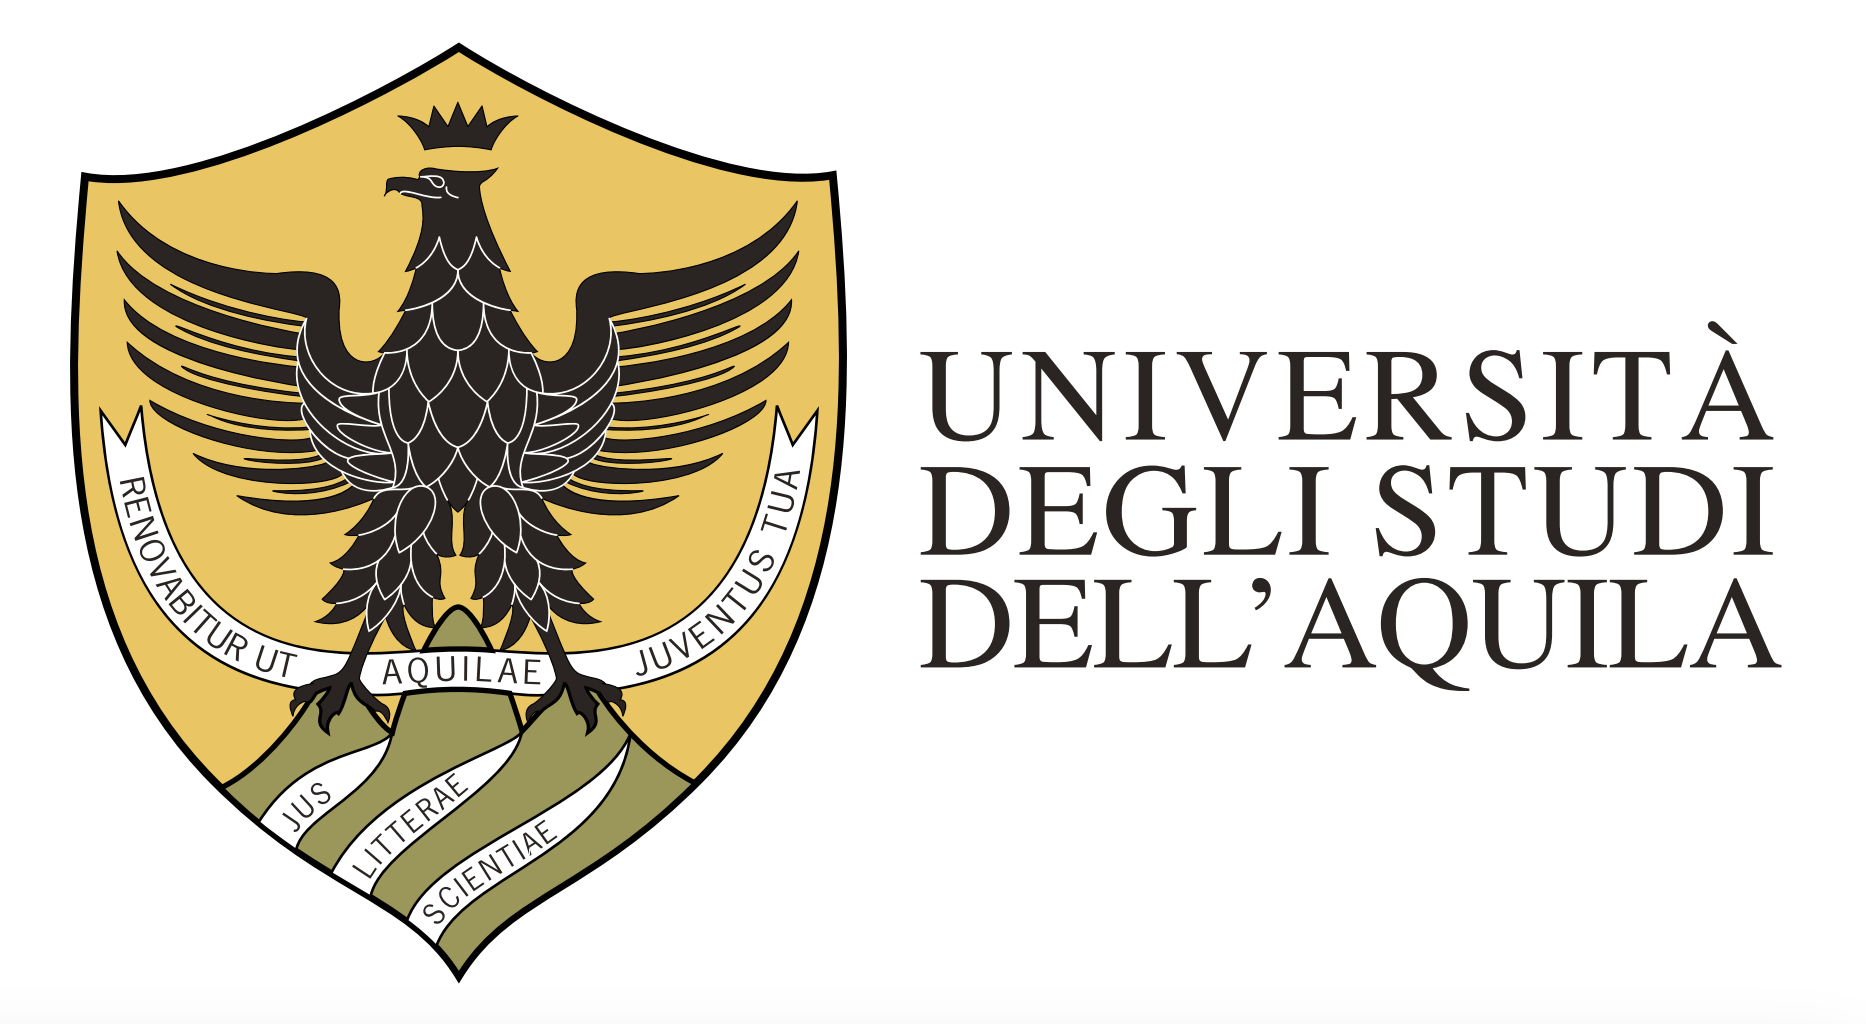 RENOVABITUR UT AQUILAE JUVENTUS TUA
JUS
LITTERAE
SCIENTIAE
UNIVERSITÀ
DEGLI STUDI
DELL’AQUILA